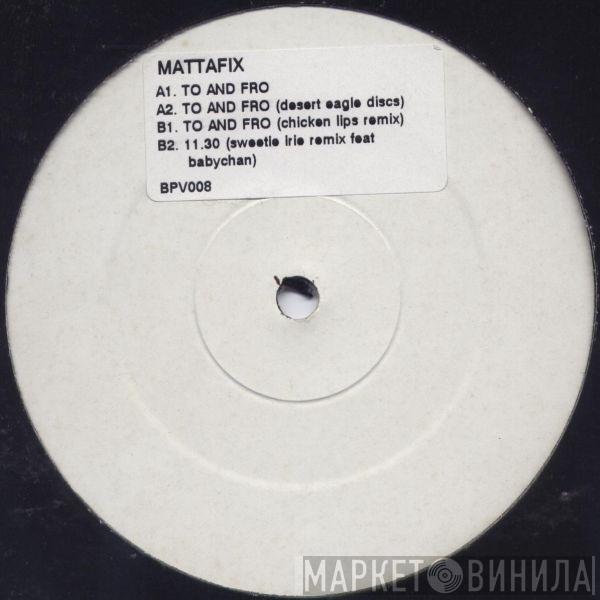 MATTAFIX
A1. TO AND FRO
A2. TO AND FRO (desert eagle discs)
B1. TO AND FRO (chicken lips remix)
B2. 11.30 (sweetie irie remix feat
babychan)
BPV008
МАРКЕТ ВИНИЛА